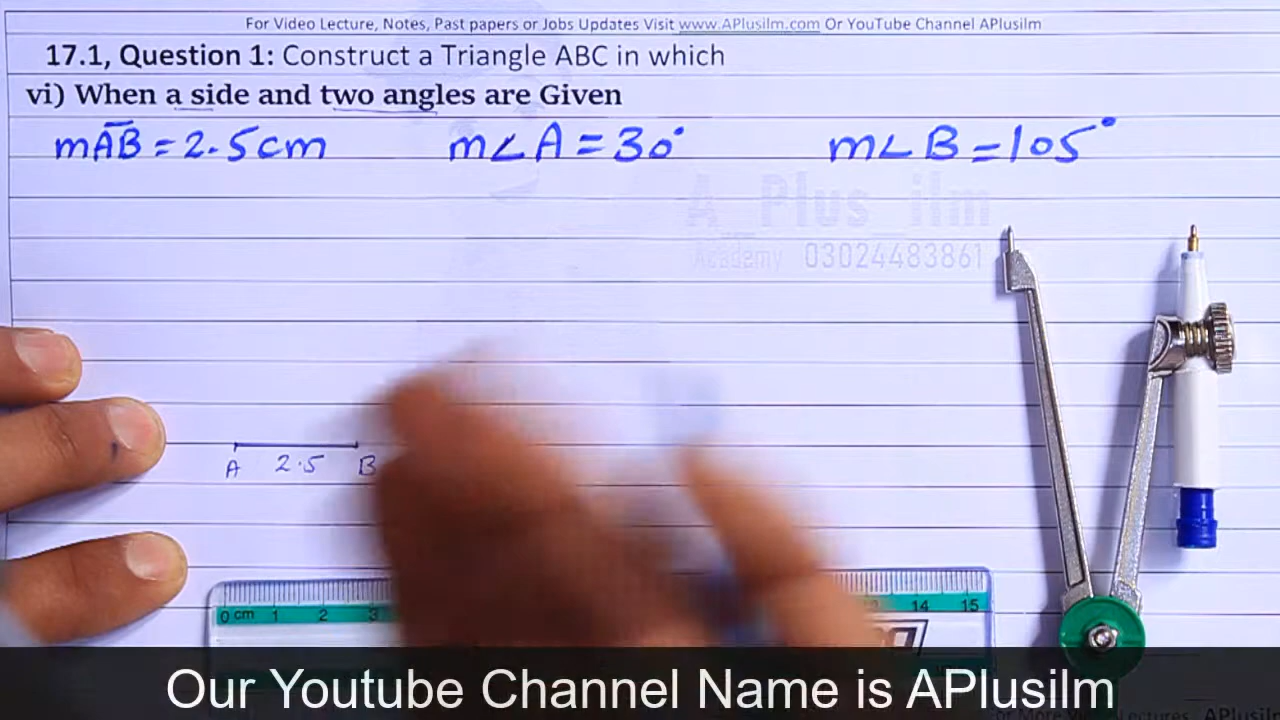 For Video Lecture, Notes, Past papers or Jobs Updates Visit www.APlusilm.com Or YouTube Channel APlusilm
17.1, Question 1: Construct a Triangle ABC in which
vi) When a side and two angles are Given
mAB = 2.5cm m∠A = 30° m∠B = 105°
A_Plus_ilm
Academy 03024483861
A 2.5 B
0 cm 1 2 3 14 15
Our Youtube Channel Name is APlusilm